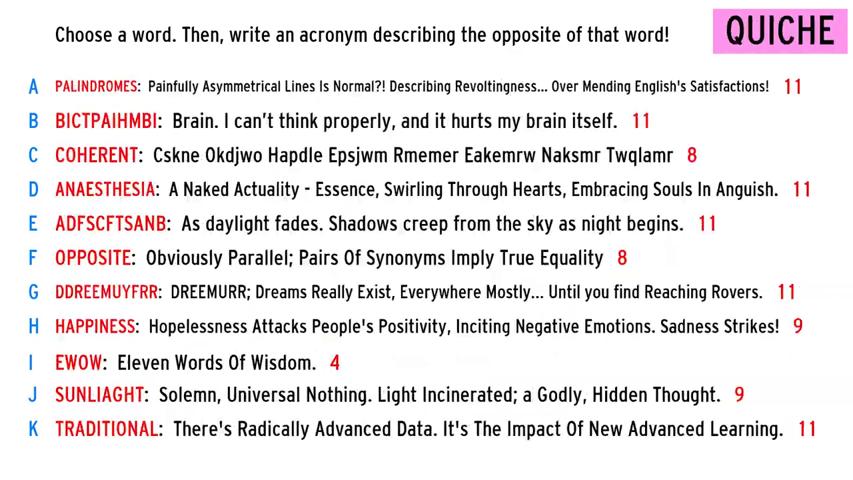 Choose a word. Then, write an acronym describing the opposite of that word! QUICHE
A PALINDROMES: Painfully Asymmetrical Lines Is Normal?! Describing Revoltingness... Over Mending English's Satisfactions! 11
B BICTPAIHMBI: Brain. I can't think properly, and it hurts my brain itself. 11
C COHERENT: Cskne Okdjwo Hapdle Epsjwm Rmemer Eakemrw Naksmr Twqlamr 8
D ANAESTHESIA: A Naked Actuality - Essence, Swirling Through Hearts, Embracing Souls In Anguish. 11
E ADFSCFTSANB: As daylight fades. Shadows creep from the sky as night begins. 11
F OPPOSITE: Obviously Parallel; Pairs Of Synonyms Imply True Equality 8
G DDREEMUYFRR: DREEMURR; Dreams Really Exist, Everywhere Mostly... Until you find Reaching Rovers. 11
H HAPPINESS: Hopelessness Attacks People's Positivity, Inciting Negative Emotions. Sadness Strikes! 9
I EWOW: Eleven Words Of Wisdom. 4
J SUNLIAGHT: Solemn, Universal Nothing. Light Incinerated; a Godly, Hidden Thought. 9
K TRADITIONAL: There's Radically Advanced Data. It's The Impact Of New Advanced Learning. 11